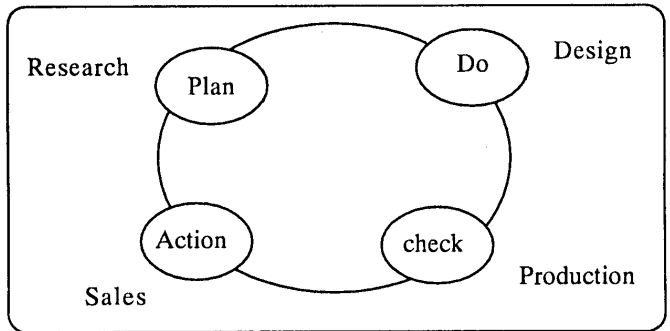 Research
Plan
Do
Design
Action
check
Sales
Production